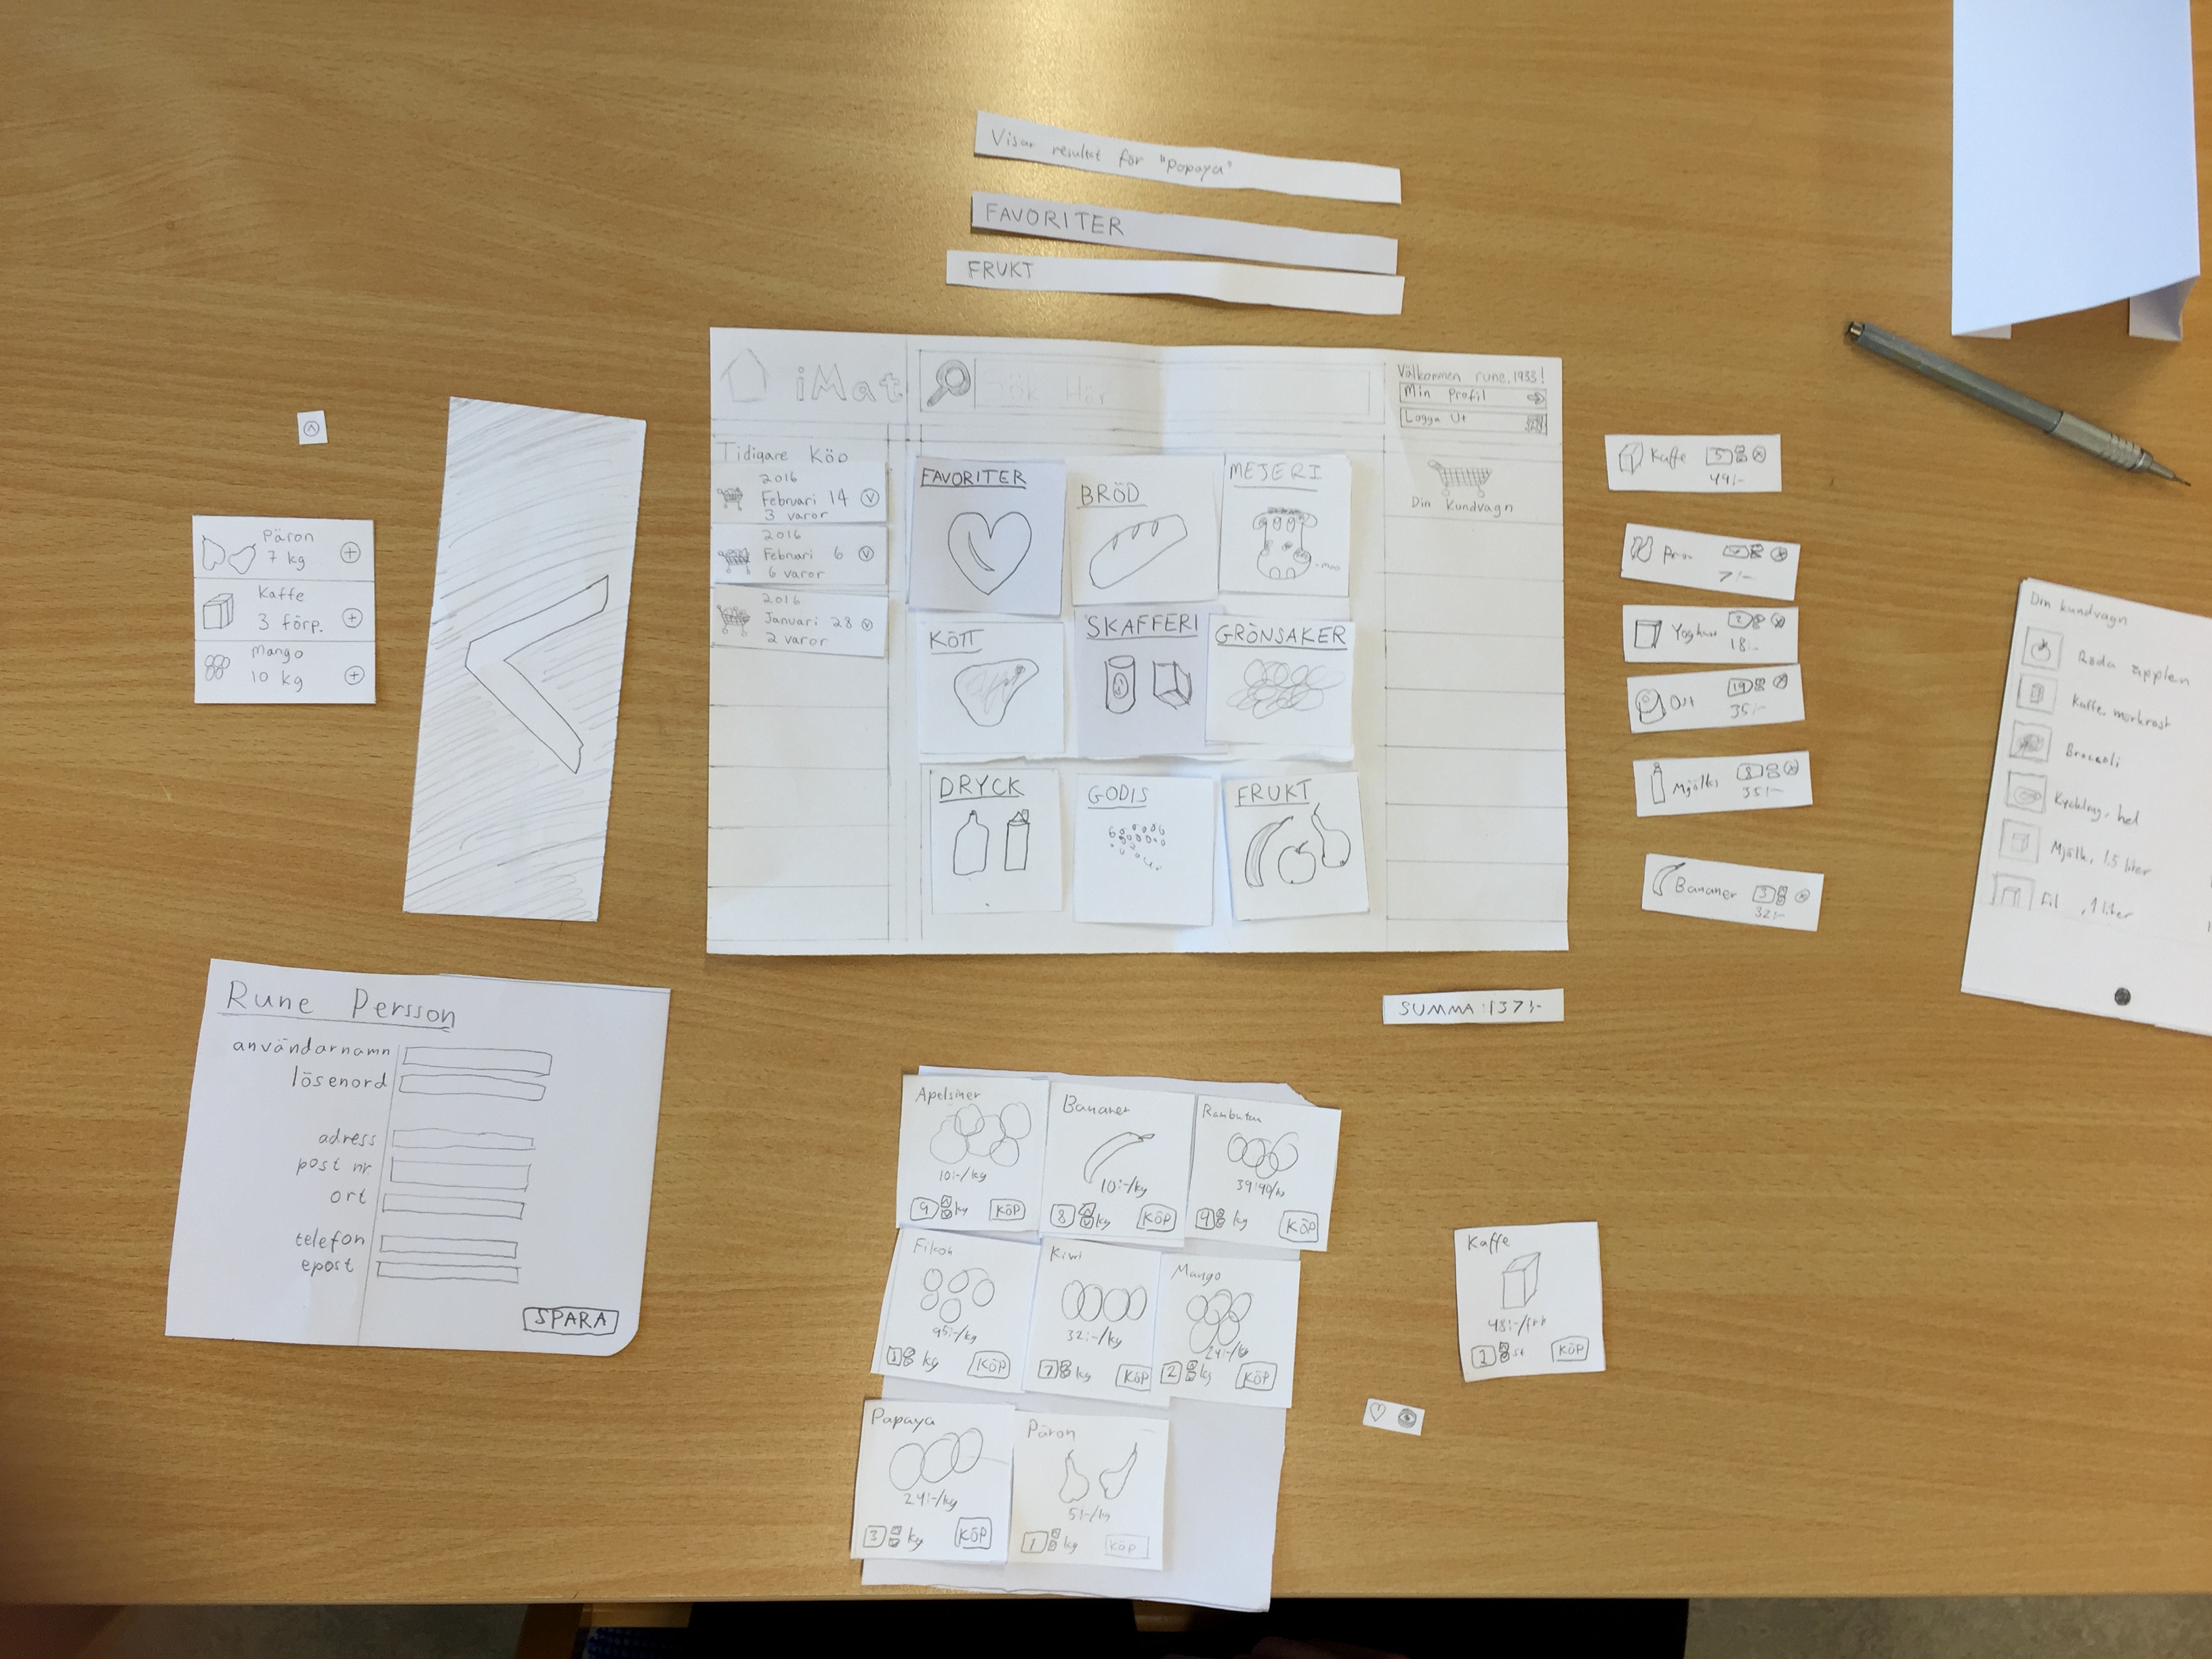 Visar resultat för "Papaya"
FAVORITER
FRUKT
iMat
Sök Här
Välkommen rune.1933!
Min Profil
Logga Ut
Tidigare Köp
2016
Februari 14
3 varor
2016
Februari 6
6 varor
2016
Januari 28
2 varor
FAVORITER
BRÖD
MEJERI
-moo
KÖTT
SKAFFERI
GRÖNSAKER
DRYCK
GODIS
FRUKT
Din Kundvagn
Päron
7 kg
Kaffe
3 förp.
Mango
10 kg
Kaffe 5
49:-
7:-
Yoghurt 2
18:-
Ost 19
35:-
Mjölk 8
35:-
Bananer 3
32:-
SUMMA:137:-
Din kundvagn
Röda äpplen
Kaffe, mörkrost
Broccoli
Kyckling, hel
Mjölk, 1.5 liter
Fil ,1 liter
Rune Persson
användarnamn
lösenord
adress
post nr
ort
telefon
epost
SPARA
Apelsiner
10:-/kg
9 kg KÖP
Bananer
10:-/kg
8 kg KÖP
Rambutan
39:90/kg
9 kg KÖP
Fikon
95:-/kg
kg KÖP
Kiwi
32:-/kg
7 kg KÖP
Mango
24:-/kg
2 kg KÖP
Papaya
24:-/kg
3 kg KÖP
Päron
5:-/kg
1 kg KÖP
Kaffe
48:-/frp
st KÖP